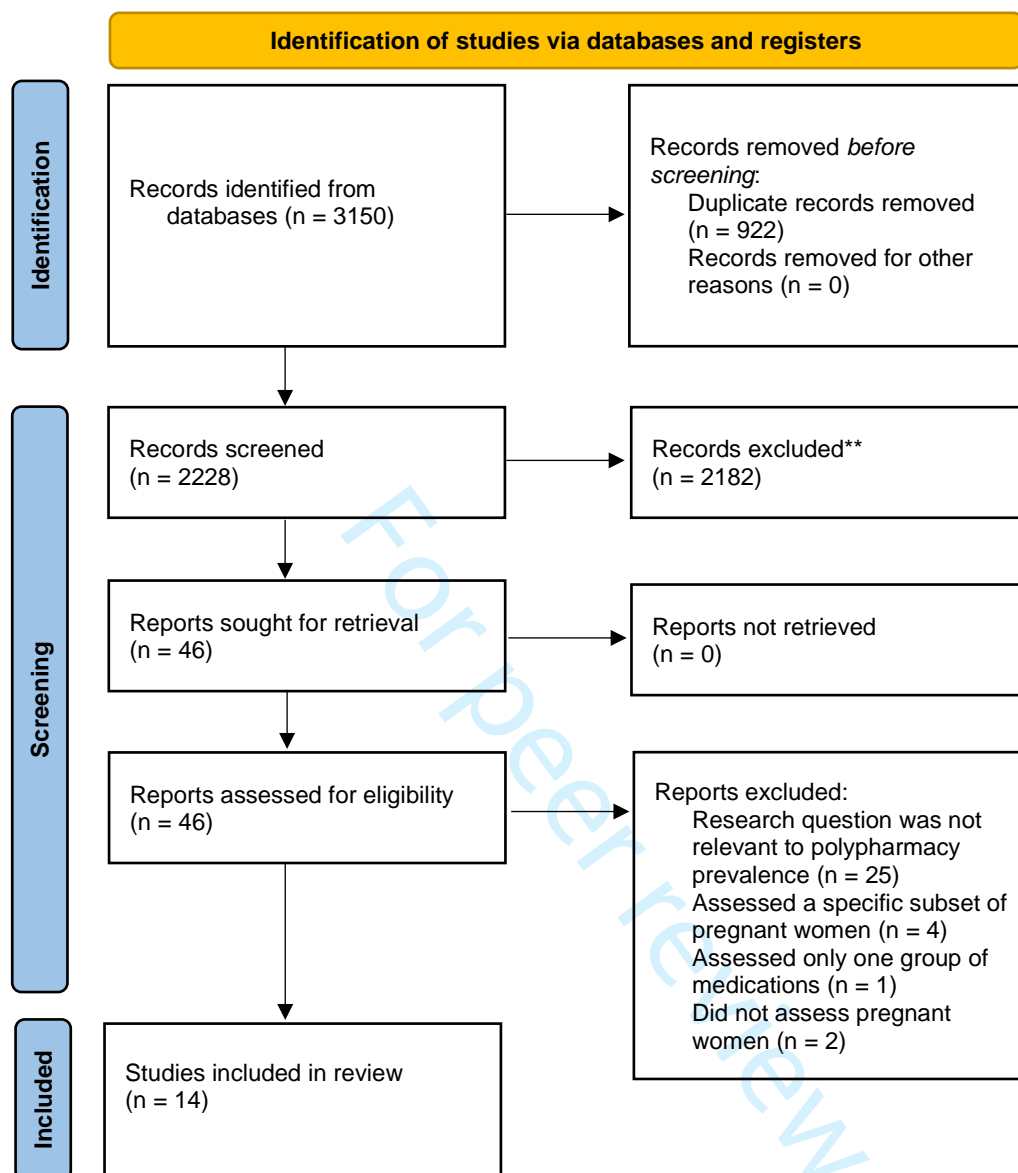 Identification of studies via databases and registers
Identification
Records identified from
databases (n = 3150)
Records removed before
screening:
Duplicate records removed
(n = 922)
Records removed for other
reasons (n = 0)
Screening
Records screened
(n = 2228)
Records excluded**
(n = 2182)
Reports sought for retrieval
(n = 46)
Reports not retrieved
(n = 0)
Reports assessed for eligibility
(n = 46)
Reports excluded:
Research question was not
relevant to polypharmacy
prevalence (n = 25)
Assessed a specific subset of
pregnant women (n = 4)
Assessed only one group of
medications (n = 1)
Did not assess pregnant
women (n = 2)
Included
Studies included in review
(n = 14)
For peer review